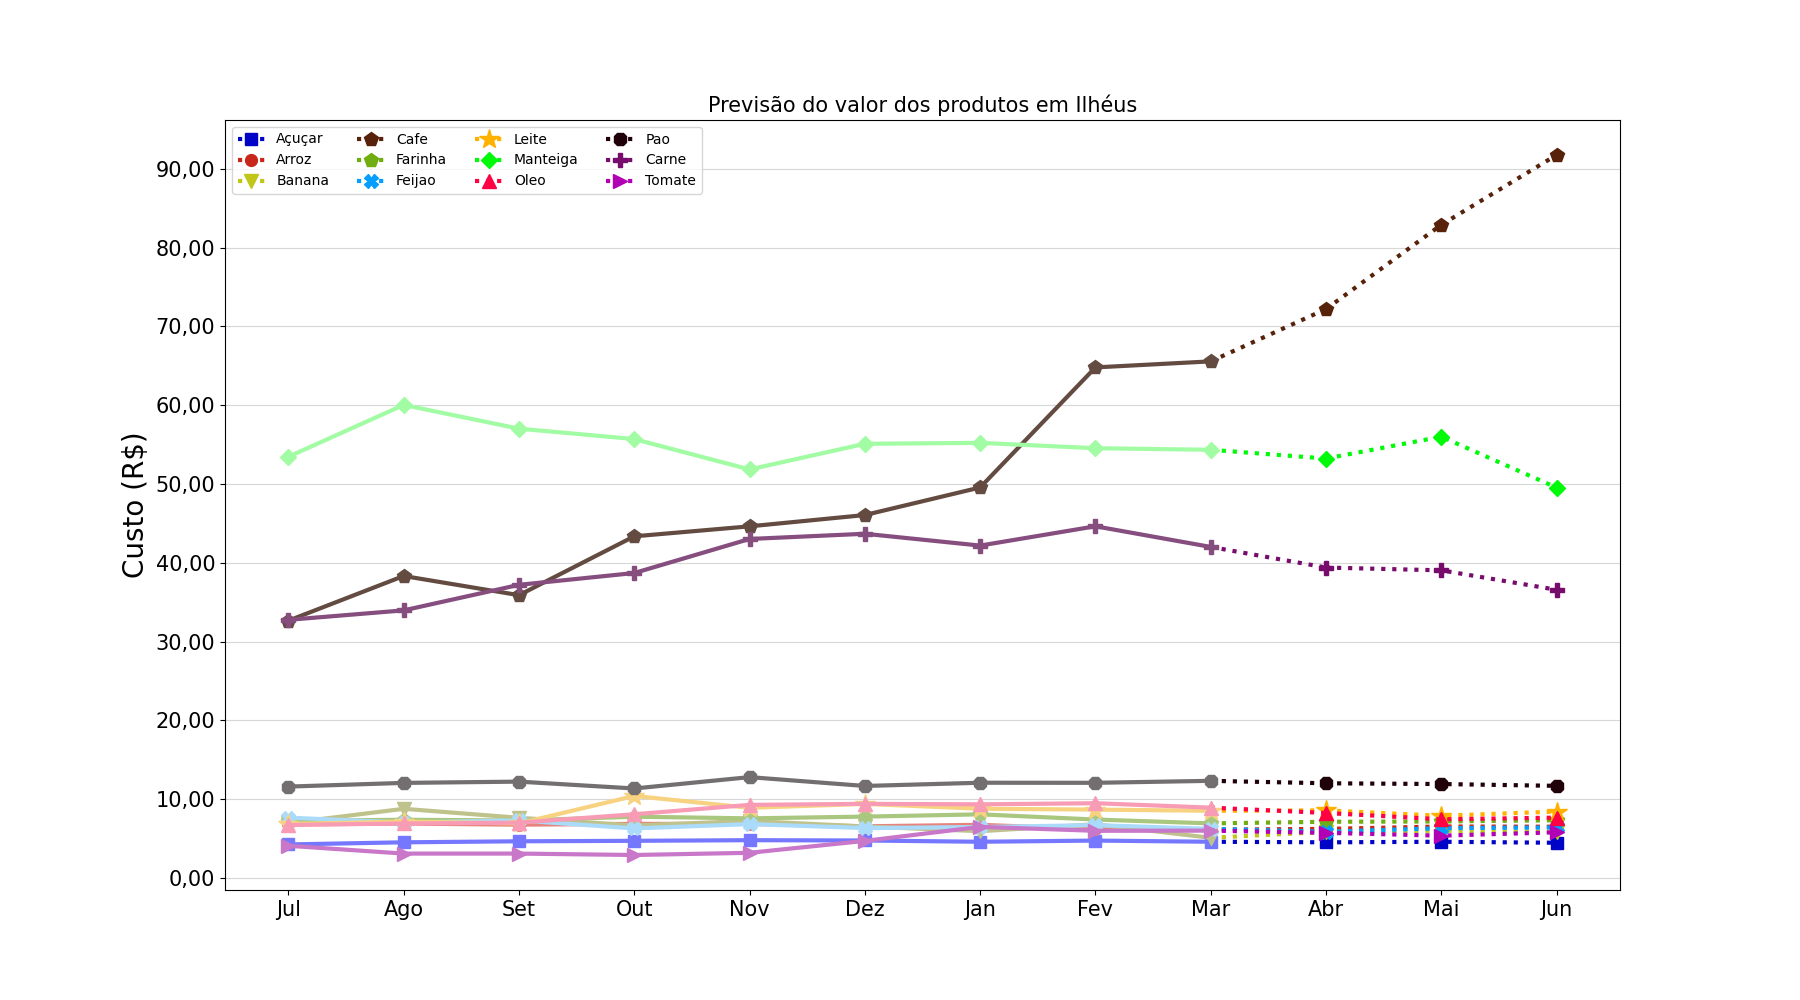 Previsão do valor dos produtos em Ilhéus
Açuçar Cafe Leite Pao
Arroz Farinha Manteiga Carne
Banana Feijao Oleo Tomate
Custo (R$)
90,00
80,00
70,00
60,00
50,00
40,00
30,00
20,00
10,00
0,00
Jul Ago Set Out Nov Dez Jan Fev Mar Abr Mai Jun